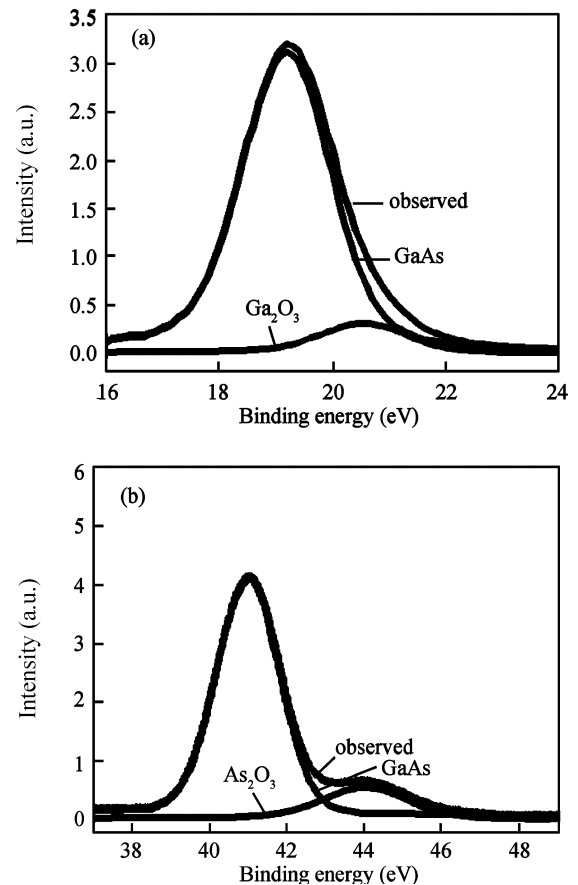 (a)
Intensity (a.u.)
3.5
3.0
2.5
2.0
1.5
1.0
0.5
0.0
observed
GaAs
Ga₂O₃
16 18 20 22 24
Binding energy (eV)
(b)
Intensity (a.u.)
6
5
4
3
2
1
0
observed
GaAs
As₂O₃
38 40 42 44 46 48
Binding energy (eV)